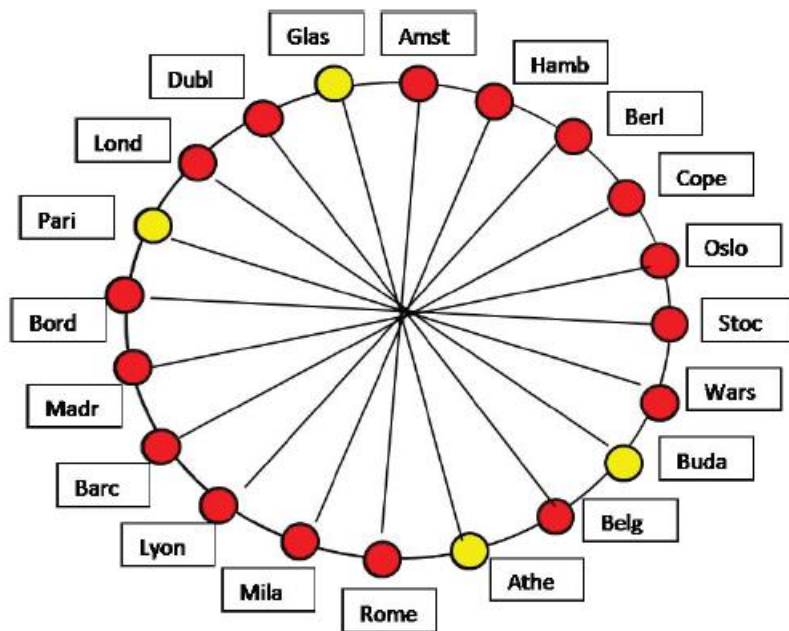 Glas
Amst
Hamb
Berl
Cope
Oslo
Stoc
Wars
Buda
Belg
Athe
Rome
Mila
Lyon
Barc
Madr
Bord
Pari
Lond
Dubl